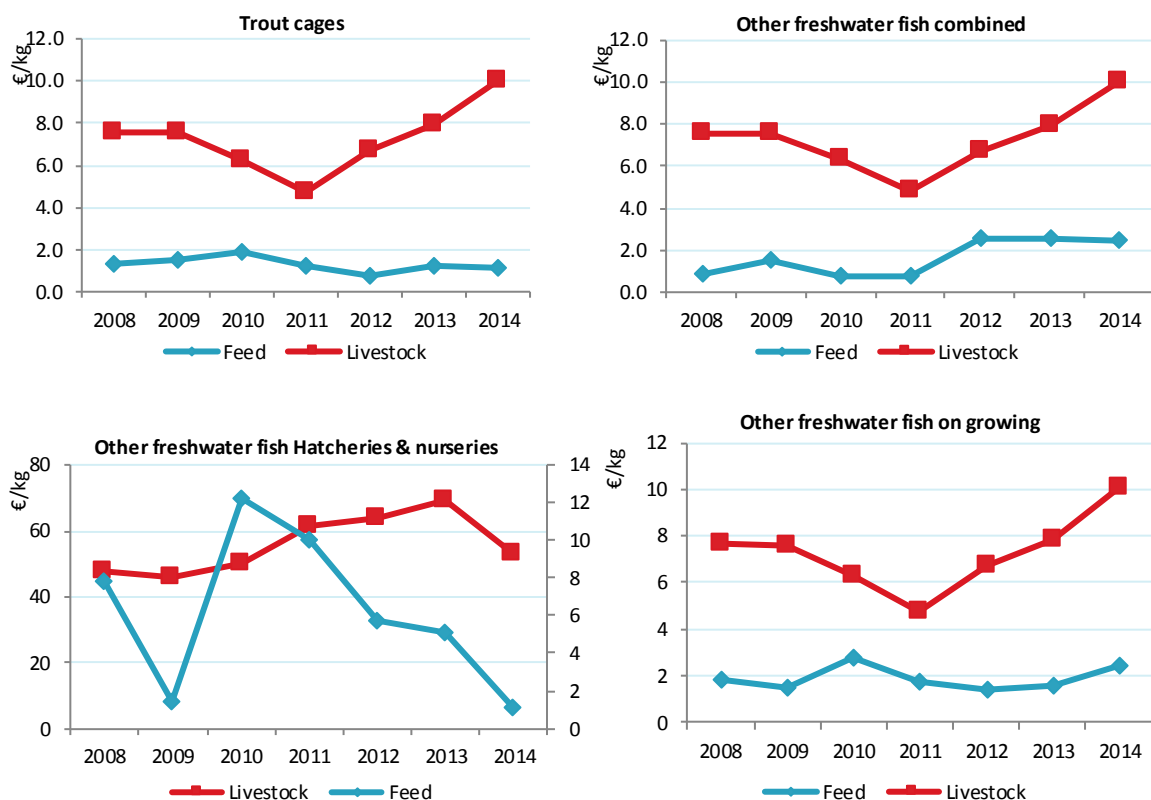 Trout cages
€/kg
12.0
10.0
8.0
6.0
4.0
2.0
0.0
2008 2009 2010 2011 2012 2013 2014
Feed Livestock
Other freshwater fish combined
€/kg
12.0
10.0
8.0
6.0
4.0
2.0
0.0
2008 2009 2010 2011 2012 2013 2014
Feed Livestock
Other freshwater fish Hatcheries & nurseries
€/kg
80 14
12
60
10
8
40
6
20
4
2
0 0
2008 2009 2010 2011 2012 2013 2014
Livestock Feed
Other freshwater fish on growing
€/kg
12
10
8
6
4
2
0
2008 2009 2010 2011 2012 2013 2014
Feed Livestock